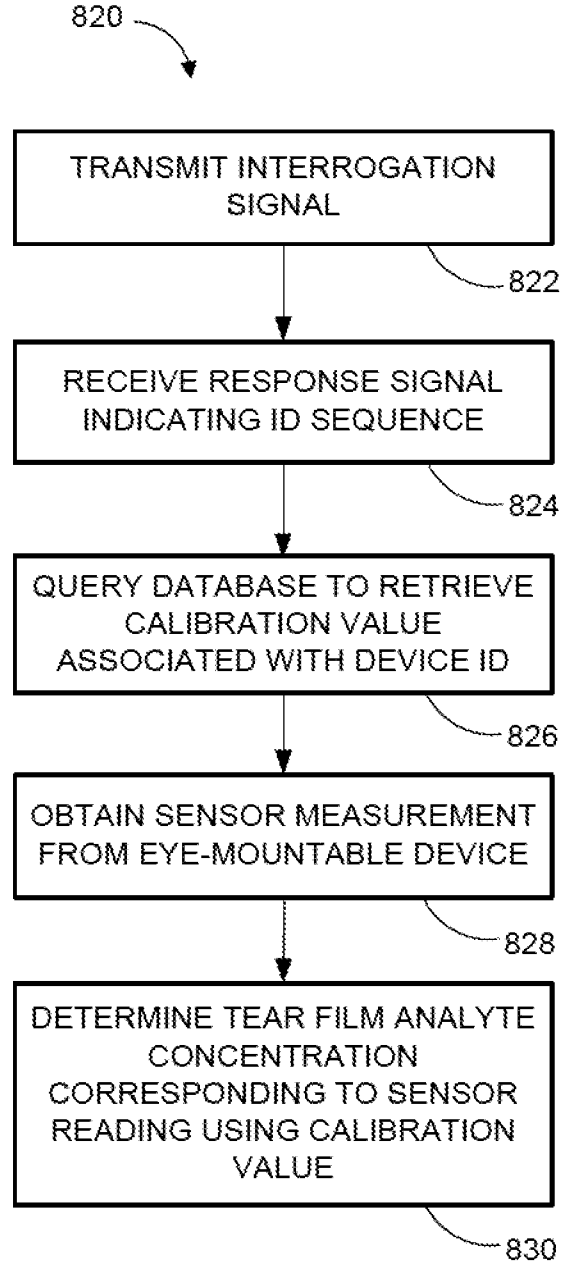 820
TRANSMIT INTERROGATION
SIGNAL
822
RECEIVE RESPONSE SIGNAL
INDICATING ID SEQUENCE
824
QUERY DATABASE TO RETRIEVE
CALIBRATION VALUE
ASSOCIATED WITH DEVICE ID
826
OBTAIN SENSOR MEASUREMENT
FROM EYE-MOUNTABLE DEVICE
828
DETERMINE TEAR FILM ANALYTE
CONCENTRATION
CORRESPONDING TO SENSOR
READING USING CALIBRATION
VALUE
830